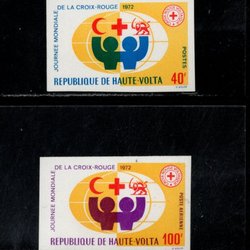 JOURNEE MONDIALE
DE LA CROIX-ROUGE 1972
POSTES
40F
REPUBLIQUE DE HAUTE-VOLTA
JOURNEE MONDIALE
DE LA CROIX-ROUGE 1972
POSTE AERIENNE
100F
REPUBLIQUE DE HAUTE-VOLTA